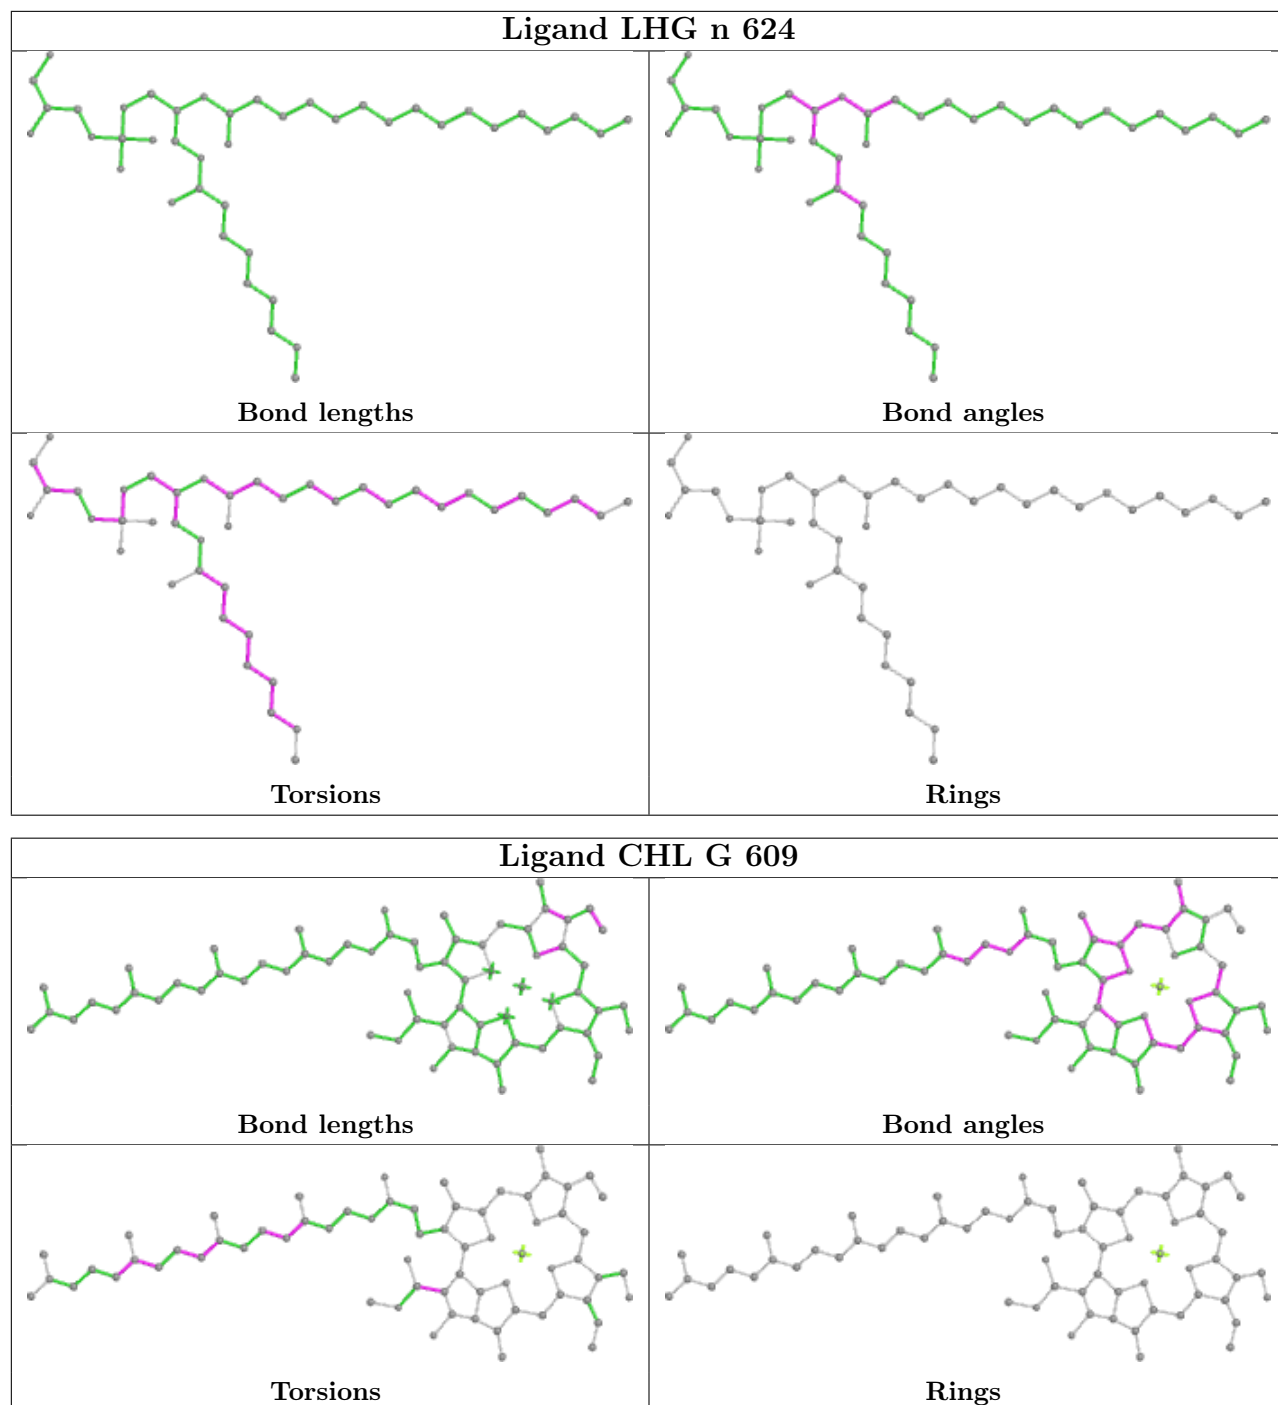 Ligand LHG n 624
Bond lengths
Bond angles
Torsions
Rings
Ligand CHL G 609
Bond lengths
Bond angles
Torsions
Rings